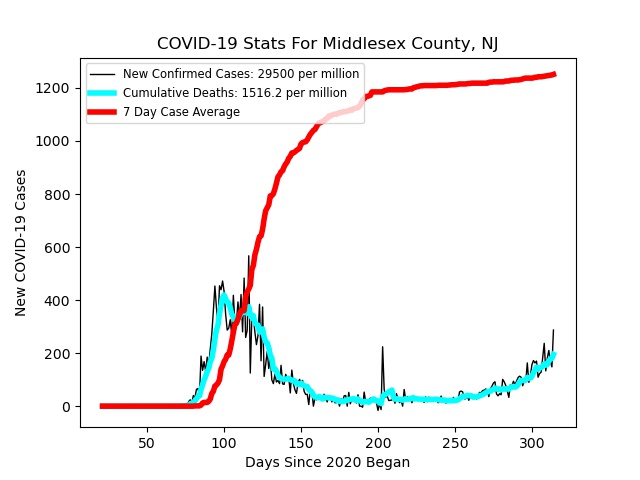 COVID-19 Stats For Middlesex County, NJ
New Confirmed Cases: 29500 per million
Cumulative Deaths: 1516.2 per million
7 Day Case Average
1200
1000
800
600
400
200
0
New COVID-19 Cases
50 100 150 200 250 300
Days Since 2020 Began